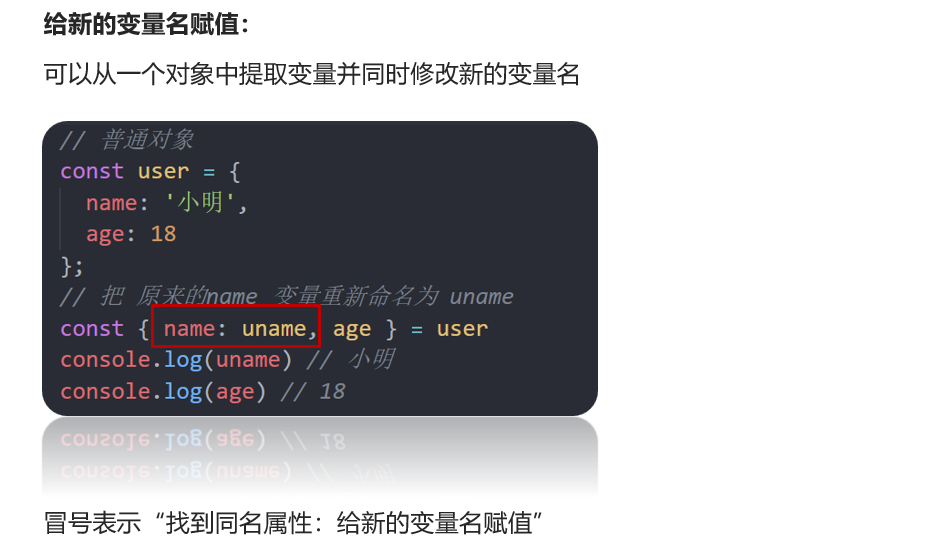 给新的变量名赋值：
可以从一个对象中提取变量并同时修改新的变量名
// 普通对象
const user = {
  name: '小明',
  age: 18
};
// 把 原来的name 变量重新命名为 uname
const { name: uname, age } = user
console.log(uname) // 小明
console.log(age) // 18
冒号表示“找到同名属性：给新的变量名赋值”